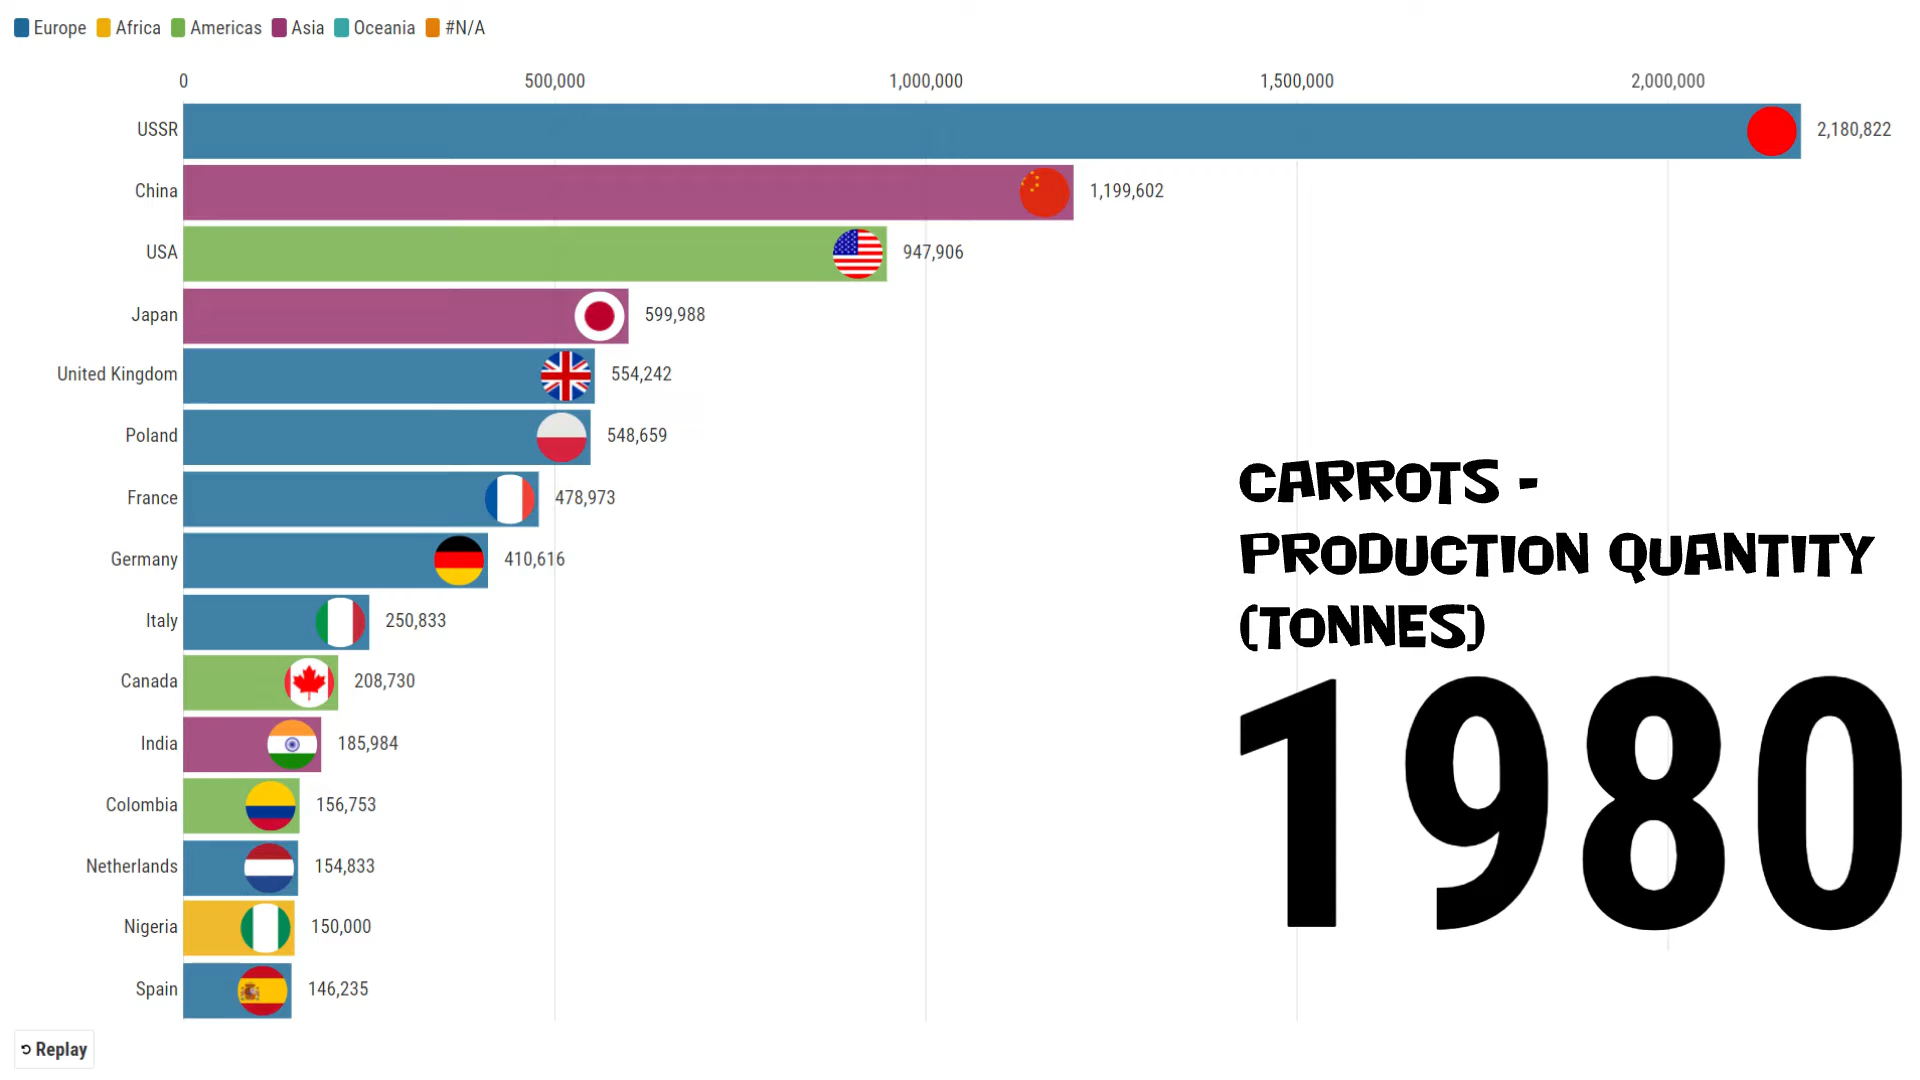 Europe Africa Americas Asia Oceania #N/A
0 500,000 1,000,000 1,500,000 2,000,000
USSR 2,180,822
China 1,199,602
USA 947,906
Japan 599,988
United Kingdom 554,242
Poland 548,659
France 478,973
Germany 410,616
Italy 250,833
Canada 208,730
India 185,984
Colombia 156,753
Netherlands 154,833
Nigeria 150,000
Spain 146,235
CARROTS -
PRODUCTION QUANTITY
(TONNES)
1980
Replay